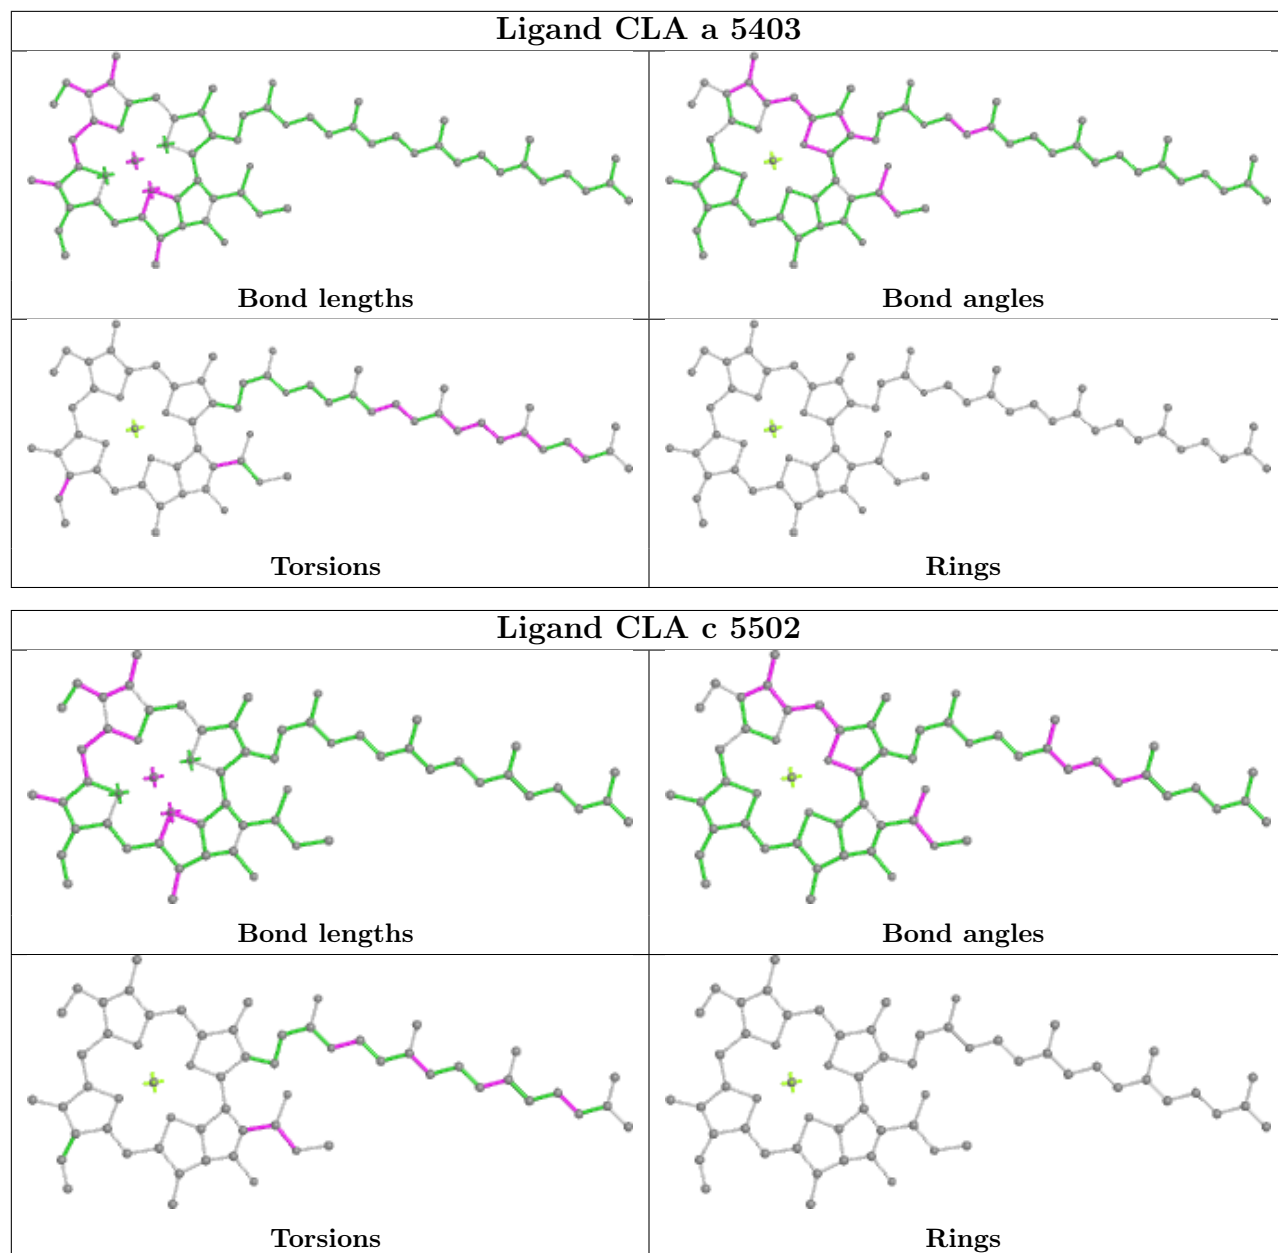 Ligand CLA a 5403
Bond lengths
Bond angles
Torsions
Rings
Ligand CLA c 5502
Bond lengths
Bond angles
Torsions
Rings